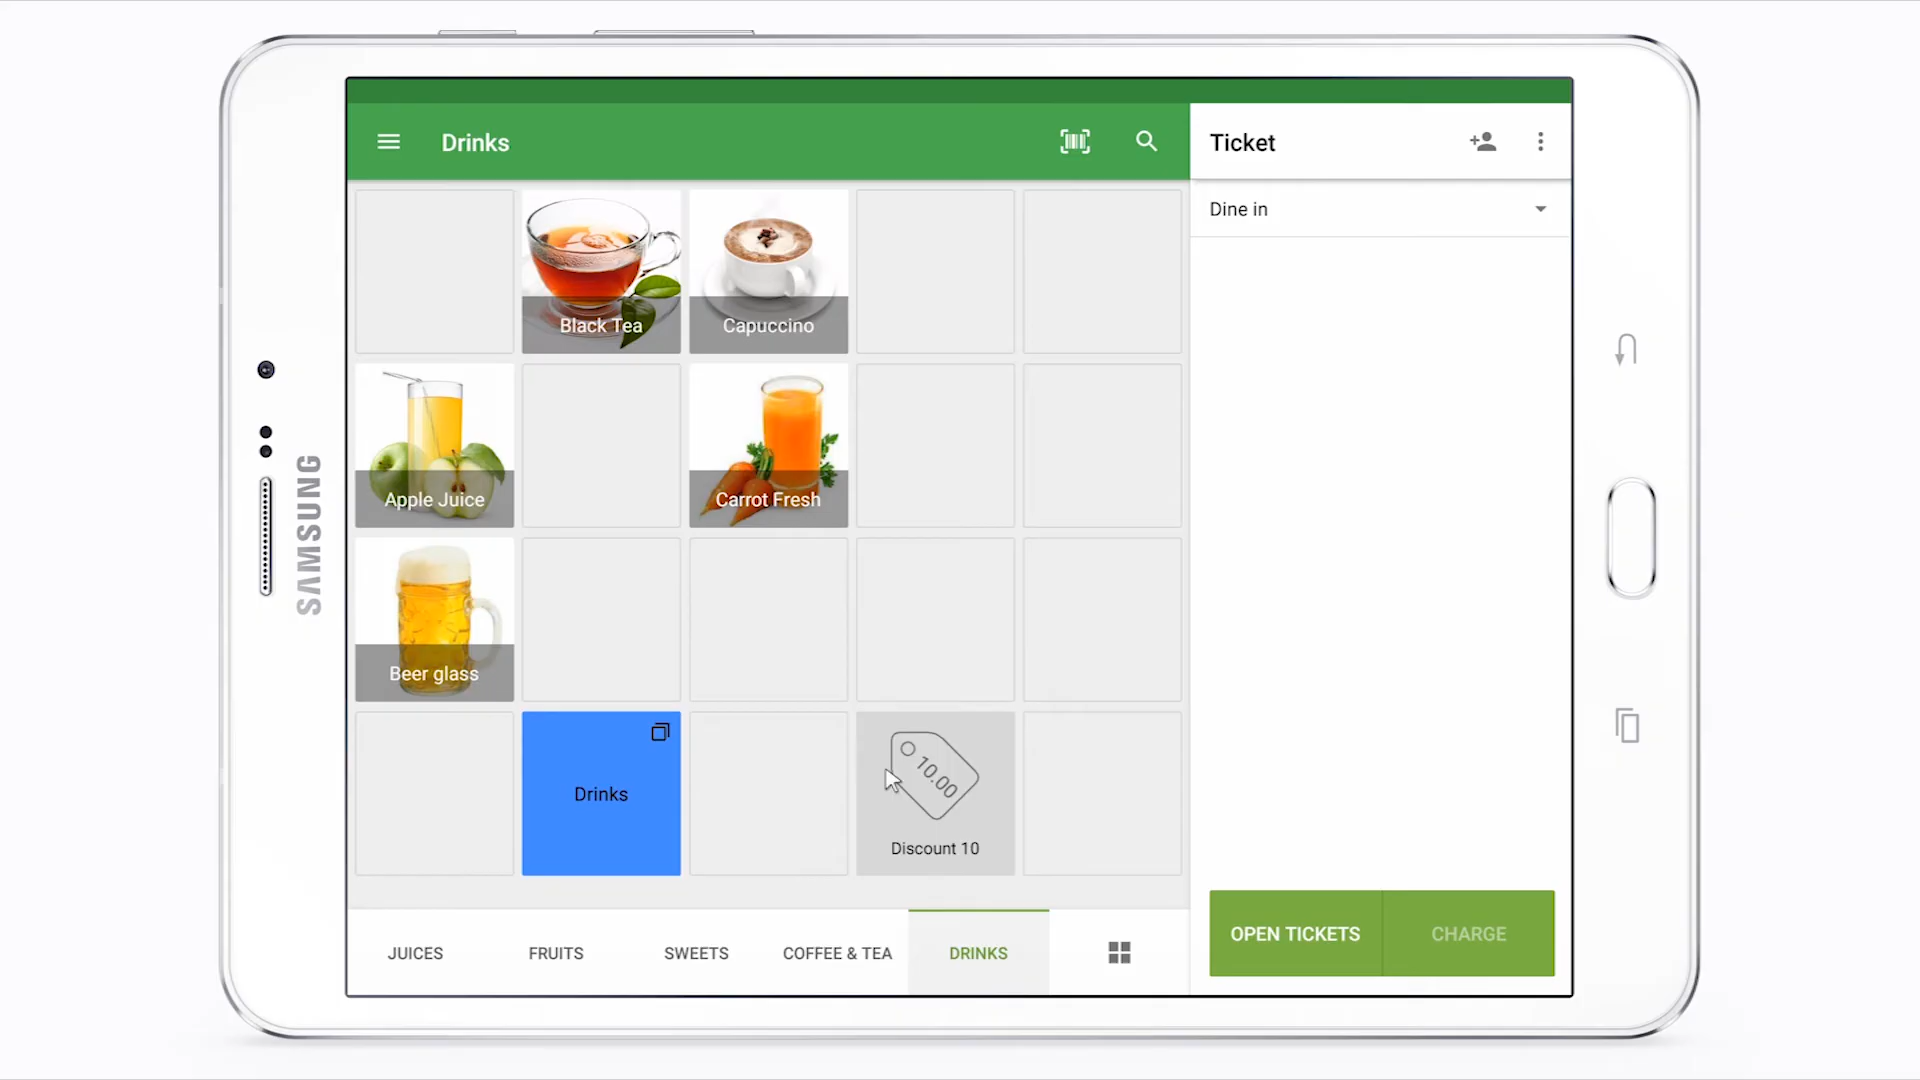 Drinks
Ticket
Dine in
Black Tea
Capuccino
Apple Juice
Carrot Fresh
SAMSUNG
Beer glass
Drinks
10.00
Discount 10
JUICES
FRUITS
SWEETS
COFFEE & TEA
DRINKS
OPEN TICKETS
CHARGE